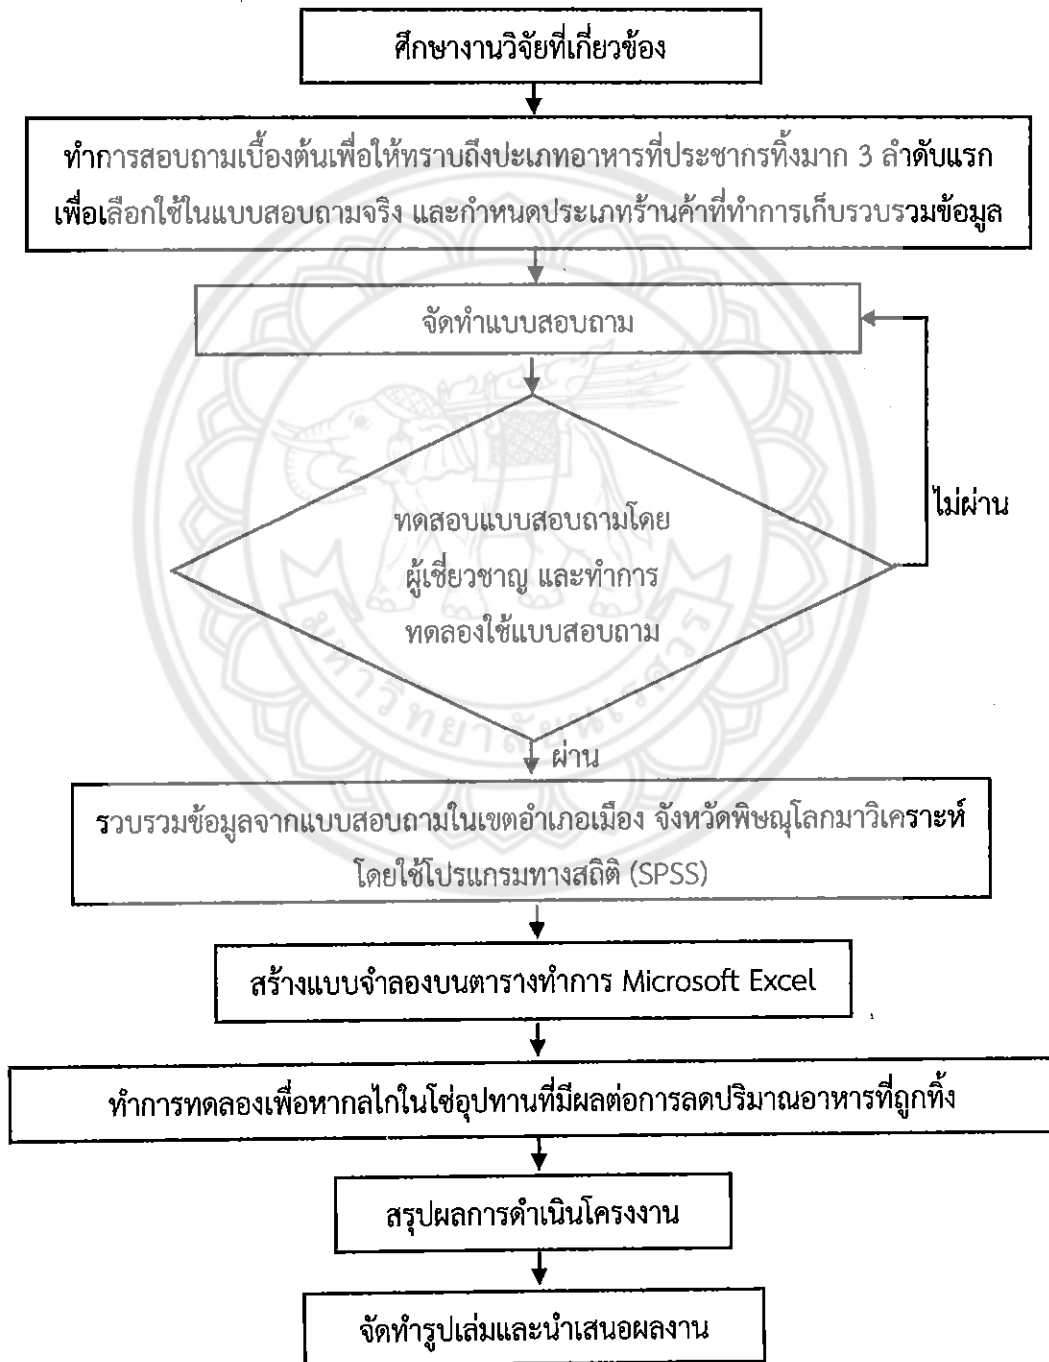 ศึกษางานวิจัยที่เกี่ยวข้อง
ทำการสอบถามเบื้องต้นเพื่อให้ทราบถึงประเภทอาหารที่ประชากรทิ้งมาก 3 ลำดับแรก
เพื่อเลือกใช้ในแบบสอบถามจริง และกำหนดประเภทร้านค้าที่ทำการเก็บรวบรวมข้อมูล
จัดทำแบบสอบถาม
ไม่ผ่าน
ทดสอบแบบสอบถามโดย
ผู้เชี่ยวชาญ และทำการ
ทดลองใช้แบบสอบถาม
มหาวิทยาลัยนเรศวร
ผ่าน
รวบรวมข้อมูลจากแบบสอบถามในเขตอำเภอเมือง จังหวัดพิษณุโลกมาวิเคราะห์
โดยใช้โปรแกรมทางสถิติ (SPSS)
สร้างแบบจำลองบนตารางทำการ Microsoft Excel
ทำการทดลองเพื่อหากลไกในโซ่อุปทานที่มีผลต่อการลดปริมาณอาหารที่ถูกทิ้ง
สรุปผลการดำเนินโครงงาน
จัดทำรูปเล่มและนำเสนอผลงาน